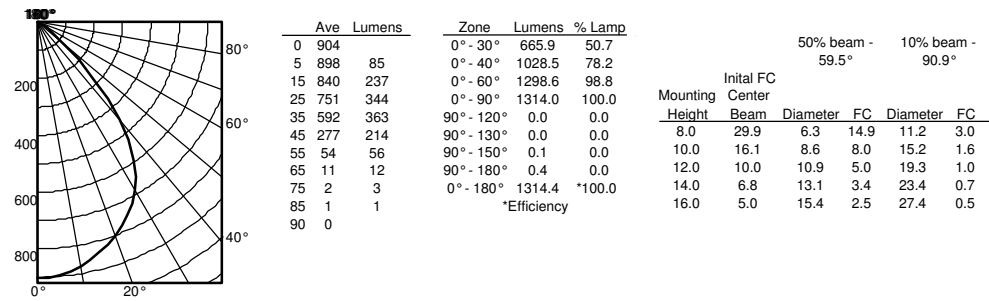 180°
80°
200
400
60°
600
800
40°
0° 20°
Ave Lumens
0 904
5 898 85
15 840 237
25 751 344
35 592 363
45 277 214
55 54 56
65 11 12
75 2 3
85 1 1
90 0
Zone Lumens % Lamp
0° - 30° 665.9 50.7
0° - 40° 1028.5 78.2
0° - 60° 1298.6 98.8
0° - 90° 1314.0 100.0
90° - 120° 0.0 0.0
90° - 130° 0.0 0.0
90° - 150° 0.1 0.0
90° - 180° 0.4 0.0
0° - 180° 1314.4 *100.0
*Efficiency
50% beam - 10% beam -
59.5° 90.9°
Inital FC
Mounting Center
Height Beam Diameter FC Diameter FC
8.0 29.9 6.3 14.9 11.2 3.0
10.0 16.1 8.6 8.0 15.2 1.6
12.0 10.0 10.9 5.0 19.3 1.0
14.0 6.8 13.1 3.4 23.4 0.7
16.0 5.0 15.4 2.5 27.4 0.5